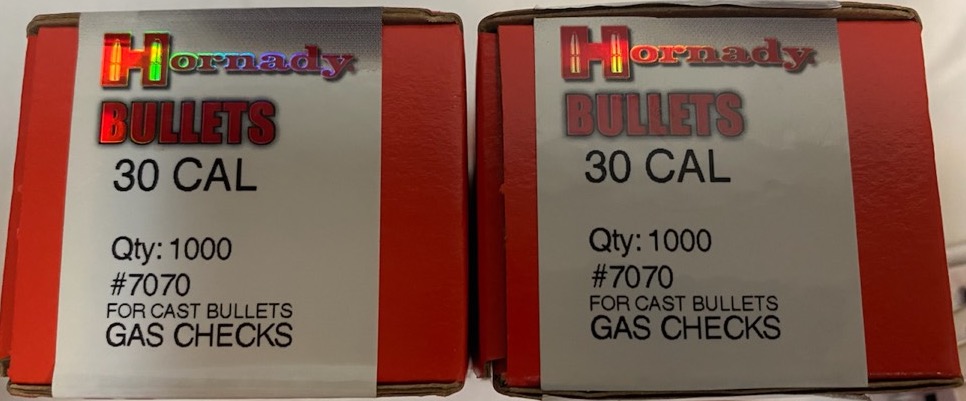 Hornady
BULLETS
30 CAL
Qty: 1000
#7070
FOR CAST BULLETS
GAS CHECKS
Hornady
BULLETS
30 CAL
Qty: 1000
#7070
FOR CAST BULLETS
GAS CHECKS